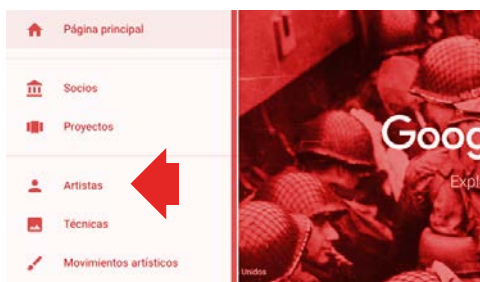 Página principal
Socios
Proyectos
Artistas
Técnicas
Movimientos artísticos
Goog
Expl
Unidos